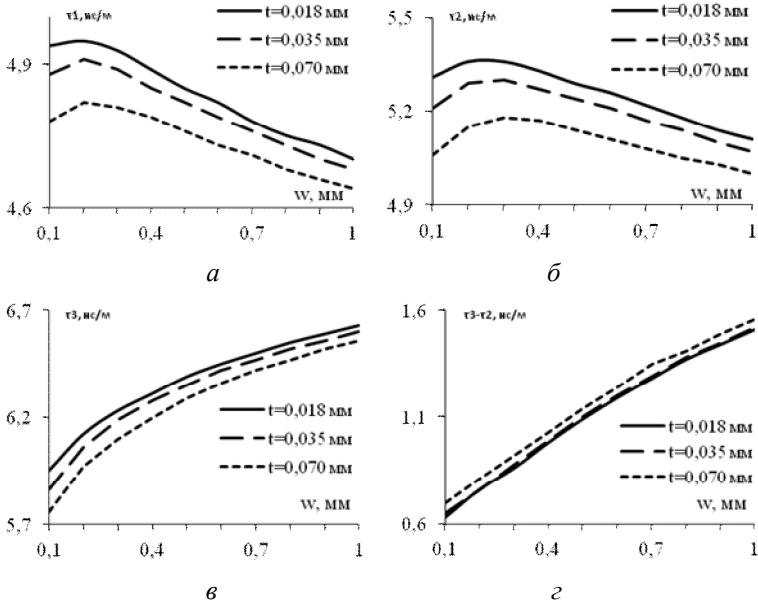 τ1, нс/м
t=0,018 мм
t=0,035 мм
t=0,070 мм
4,9
4,6
w, мм
0,1 0,4 0,7 1
а
τ2, нс/м
t=0,018 мм
t=0,035 мм
t=0,070 мм
5,5
5,2
4,9
w, мм
0,1 0,4 0,7 1
б
τ3, нс/м
6,7
6,2
5,7
t=0,018 мм
t=0,035 мм
t=0,070 мм
w, мм
0,1 0,4 0,7 1
в
τ3-τ2, нс/м
1,6
1,1
0,6
t=0,018 мм
t=0,035 мм
t=0,070 мм
w, мм
0,1 0,4 0,7 1
г